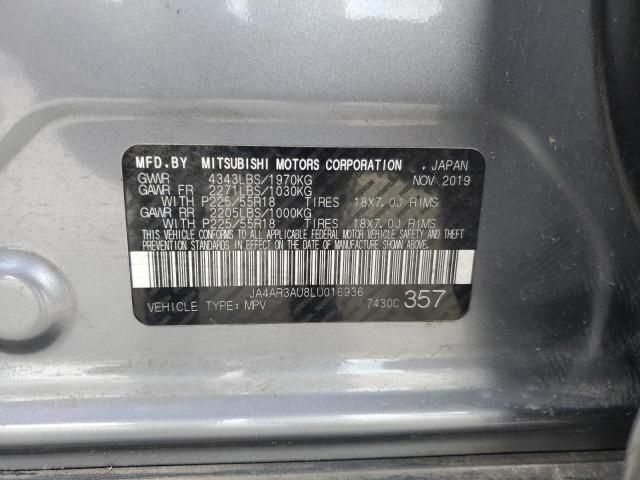 MFD.BY MITSUBISHI MOTORS CORPORATION , JAPAN
GVWR 4343LBS/1970KG NOV 2019
GAWR FR 2271LBS/1030KG
WITH P225/55R18 TIRES 18X7.0J RIMS
GAWR RR 2205LBS/1000KG
WITH P225/55R18 TIRES 18X7.0J RIMS
THIS VEHICLE CONFORMS TO ALL APPLICABLE FEDERAL MOTOR VEHICLE SAFETY AND THEFT
PREVENTION STANDARDS IN EFFECT ON THE DATE OF MANUFACTURE SHOWN ABOVE.
JA4AR3AU8LU016936
VEHICLE TYPE: MPV 7430C 357